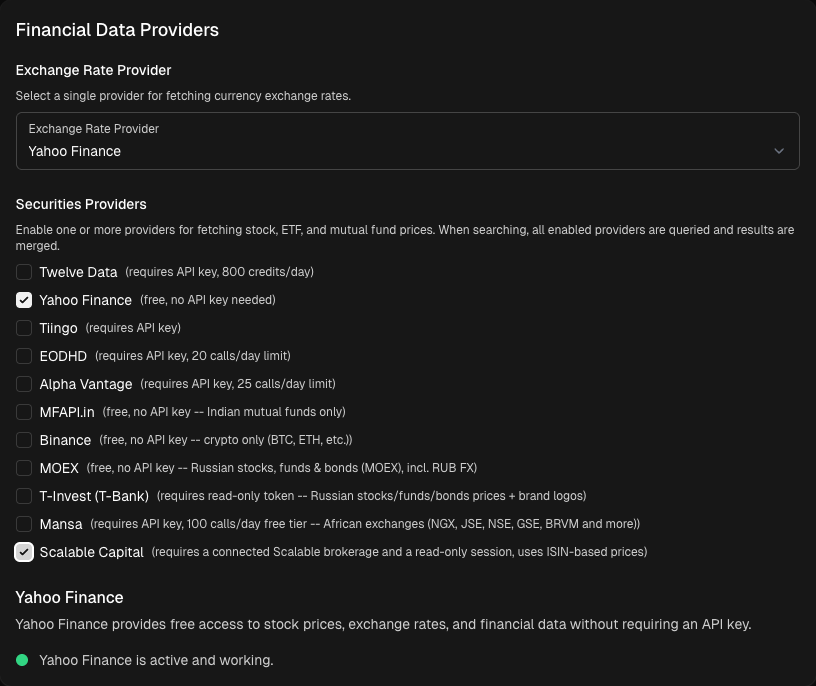 Financial Data Providers
Exchange Rate Provider
Select a single provider for fetching currency exchange rates.
Exchange Rate Provider
Yahoo Finance
Securities Providers
Enable one or more providers for fetching stock, ETF, and mutual fund prices. When searching, all enabled providers are queried and results are
merged.
Twelve Data (requires API key, 800 credits/day)
Yahoo Finance (free, no API key needed)
Tiingo (requires API key)
EODHD (requires API key, 20 calls/day limit)
Alpha Vantage (requires API key, 25 calls/day limit)
MFAPI.in (free, no API key -- Indian mutual funds only)
Binance (free, no API key -- crypto only (BTC, ETH, etc.))
MOEX (free, no API key -- Russian stocks, funds & bonds (MOEX), incl. RUB FX)
T-Invest (T-Bank) (requires read-only token -- Russian stocks/funds/bonds prices + brand logos)
Mansa (requires API key, 100 calls/day free tier -- African exchanges (NGX, JSE, NSE, GSE, BRVM and more))
Scalable Capital (requires a connected Scalable brokerage and a read-only session, uses ISIN-based prices)
Yahoo Finance
Yahoo Finance provides free access to stock prices, exchange rates, and financial data without requiring an API key.
Yahoo Finance is active and working.